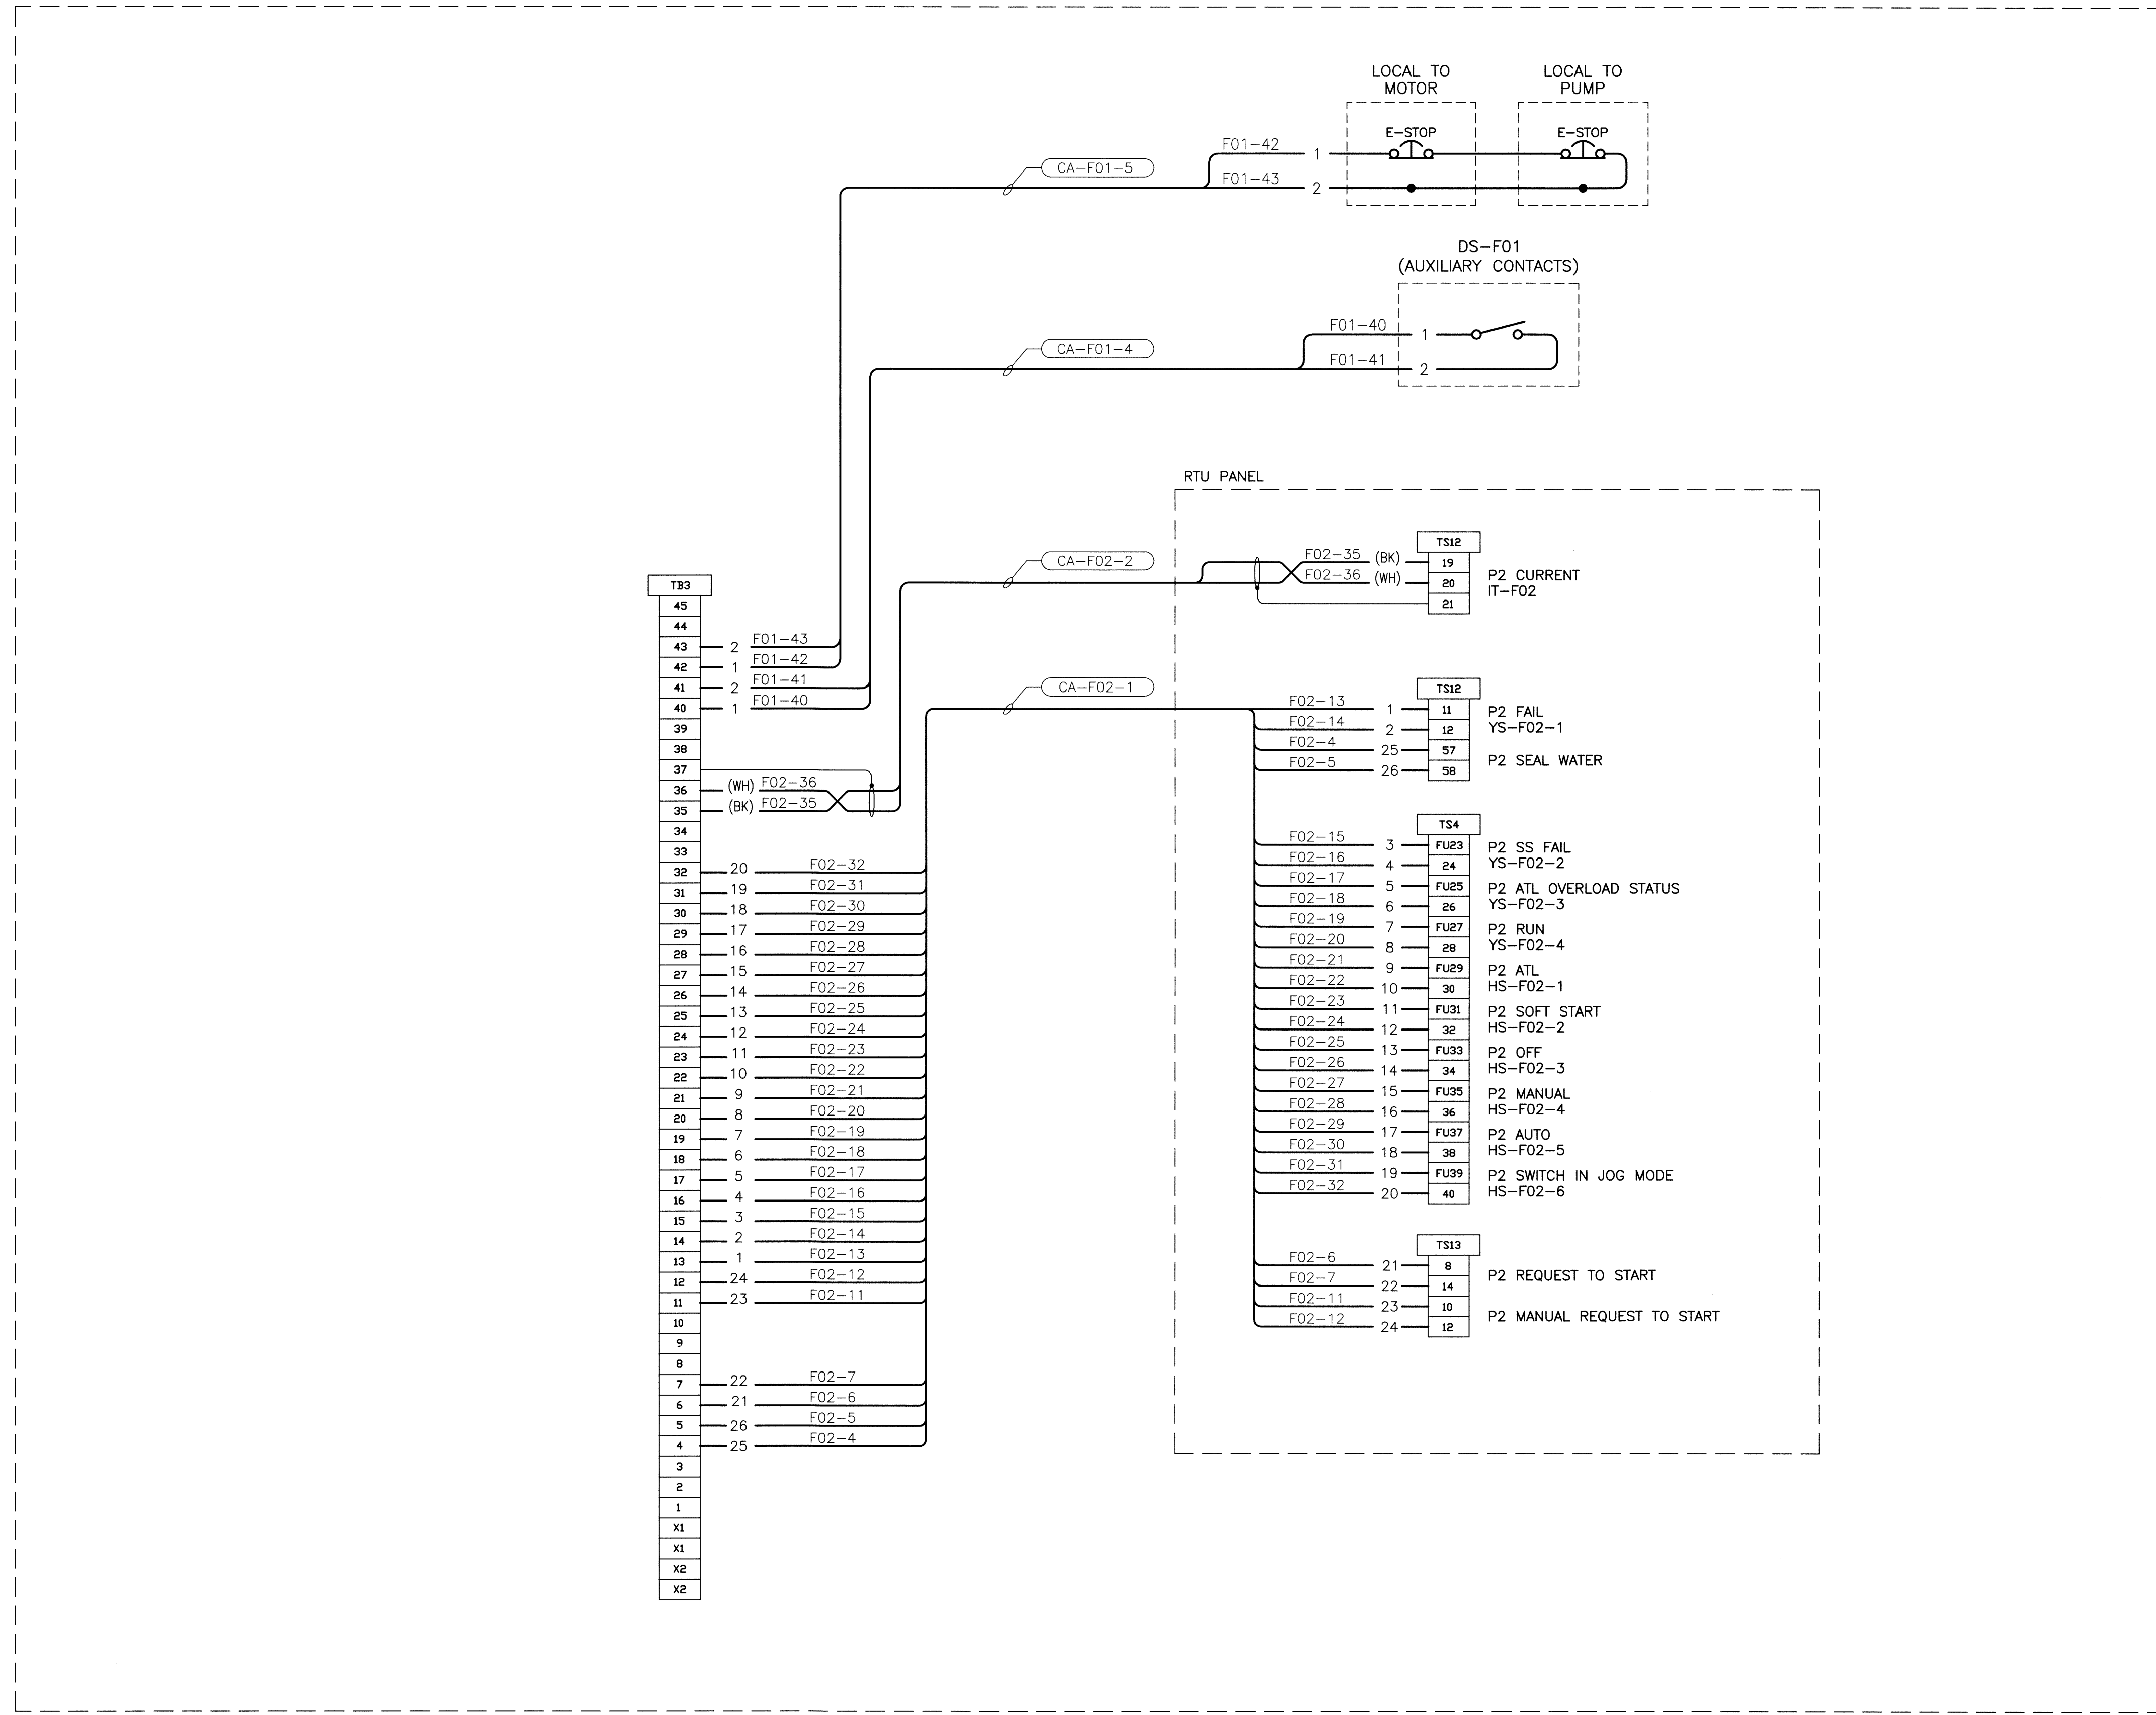 LOCAL TO
MOTOR
LOCAL TO
PUMP
E-STOP
E-STOP
F01-42
1
CA-F01-5
F01-43
2
DS-F01
(AUXILIARY CONTACTS)
F01-40
1
CA-F01-4
F01-41
2
RTU PANEL
TS12
CA-F02-2
F02-35 (BK) 19
F02-36 (WH) 20
21
P2 CURRENT
IT-F02
CA-F02-1
TS12
F02-13 1 11
F02-14 2 12
F02-4 25 57
F02-5 26 58
P2 FAIL
YS-F02-1
P2 SEAL WATER
TS4
F02-15 3 FU23
F02-16 4 24
F02-17 5 FU25
F02-18 6 26
F02-19 7 FU27
F02-20 8 28
F02-21 9 FU29
F02-22 10 30
F02-23 11 FU31
F02-24 12 32
F02-25 13 FU33
F02-26 14 34
F02-27 15 FU35
F02-28 16 36
F02-29 17 FU37
F02-30 18 38
F02-31 19 FU39
F02-32 20 40
P2 SS FAIL
YS-F02-2
P2 ATL OVERLOAD STATUS
YS-F02-3
P2 RUN
YS-F02-4
P2 ATL
HS-F02-1
P2 SOFT START
HS-F02-2
P2 OFF
HS-F02-3
P2 MANUAL
HS-F02-4
P2 AUTO
HS-F02-5
P2 SWITCH IN JOG MODE
HS-F02-6
TS13
F02-6 21 8
F02-7 22 14
F02-11 23 10
F02-12 24 12
P2 REQUEST TO START
P2 MANUAL REQUEST TO START
TB3
45
44
43 2 F01-43
42 1 F01-42
41 2 F01-41
40 1 F01-40
39
38
37
36 (WH) F02-36
35 (BK) F02-35
34
33
32 20 F02-32
31 19 F02-31
30 18 F02-30
29 17 F02-29
28 16 F02-28
27 15 F02-27
26 14 F02-26
25 13 F02-25
24 12 F02-24
23 11 F02-23
22 10 F02-22
21 9 F02-21
20 8 F02-20
19 7 F02-19
18 6 F02-18
17 5 F02-17
16 4 F02-16
15 3 F02-15
14 2 F02-14
13 1 F02-13
12 24 F02-12
11 23 F02-11
10
9
8
7 22 F02-7
6 21 F02-6
5 26 F02-5
4 25 F02-4
3
2
1
X1
X1
X2
X2